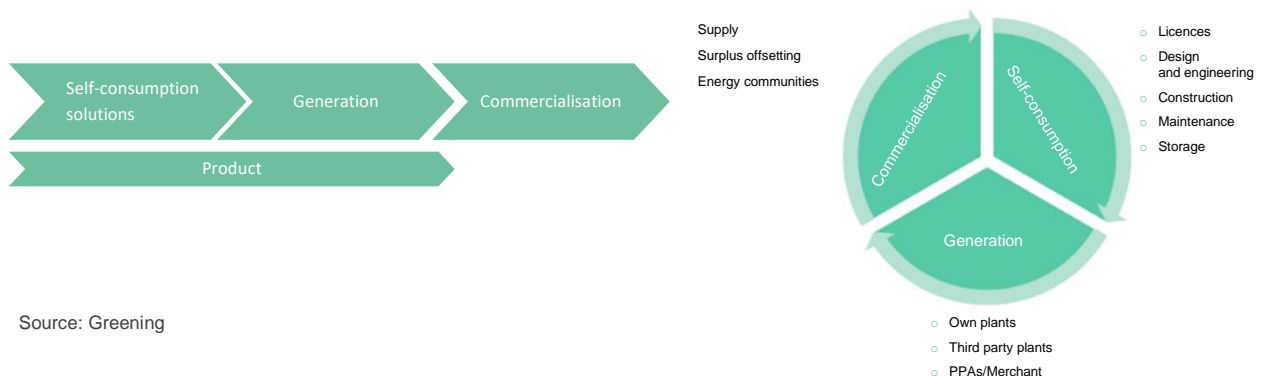 Self-consumption
solutions
Generation
Commercialisation
Product
Source: Greening
Supply
Surplus offsetting
Energy communities
Commercialisation
Self-consumption
Generation
Licences
Design
and engineering
Construction
Maintenance
Storage
Own plants
Third party plants
PPAs/Merchant